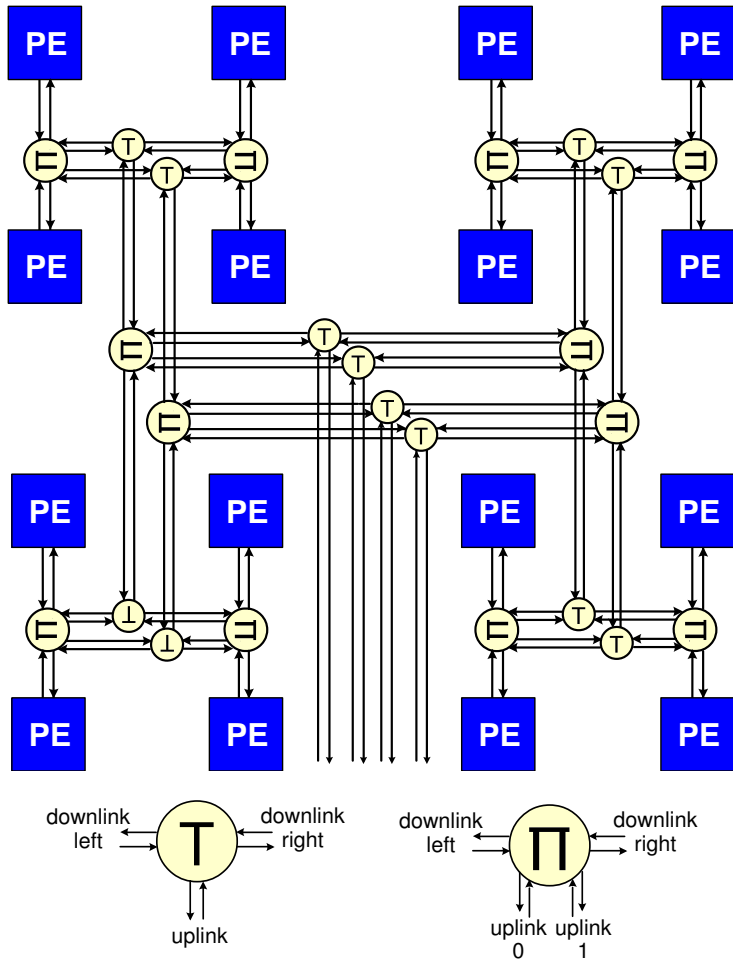 PE PE PE PE
T T
Π Π Π Π
T T
PE PE PE PE
T
Π Π
T
T
Π Π
T
PE PE PE PE
⊥ T
Π Π Π Π
⊥ T
PE PE PE PE
downlink
left
T
downlink
right
uplink
downlink
left
Π
downlink
right
uplink
0
uplink
1